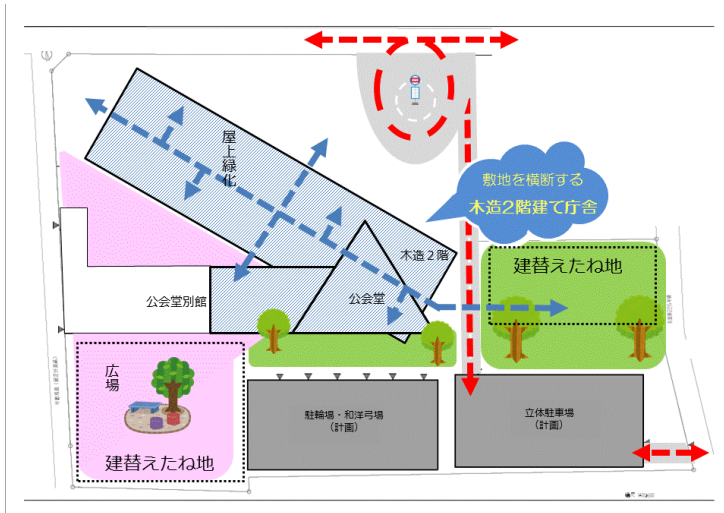 屋上緑化
敷地を横断する
木造2階建て庁舎
木造2階
建替えたね地
公会堂別館
公会堂
広場
建替えたね地
駐輪場・和洋弓場
(計画)
立体駐車場
(計画)